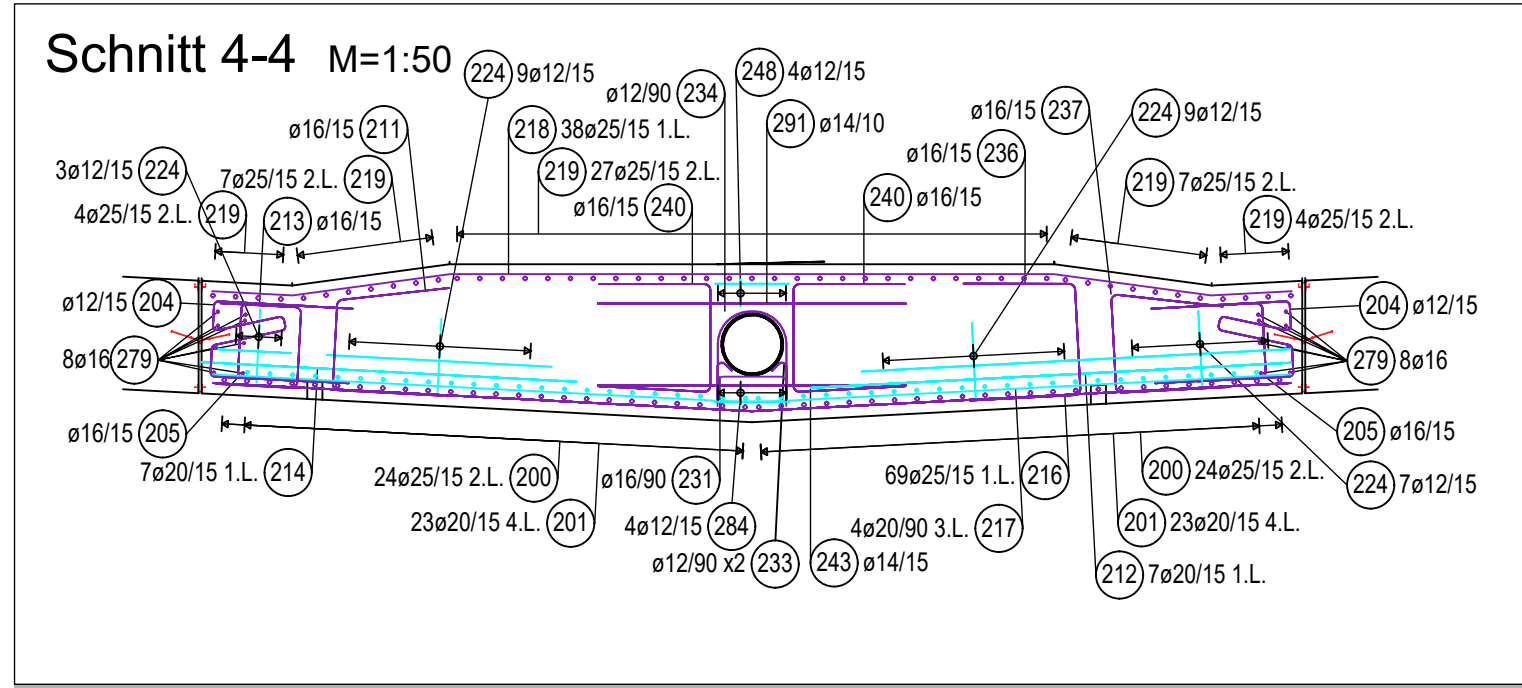 Schnitt 4-4 M=1:50
224 9ø12/15
248 4ø12/15
ø12/90 234
ø16/15 237
224 9ø12/15
ø16/15 211
218 38ø25/15 1.L.
291 ø14/10
ø16/15 236
3ø12/15 224
7ø25/15 2.L. 219
219 27ø25/15 2.L.
219 7ø25/15 2.L.
4ø25/15 2.L. 219
213 ø16/15
ø16/15 240
240 ø16/15
219 4ø25/15 2.L.
ø12/15 204
204 ø12/15
8ø16 279
279 8ø16
ø16/15 205
205 ø16/15
7ø20/15 1.L. 214
24ø25/15 2.L. 200
ø16/90 231
69ø25/15 1.L. 216
200 24ø25/15 2.L.
224 7ø12/15
23ø20/15 4.L. 201
4ø12/15 284
4ø20/90 3.L. 217
201 23ø20/15 4.L.
ø12/90 x2 233
243 ø14/15
212 7ø20/15 1.L.